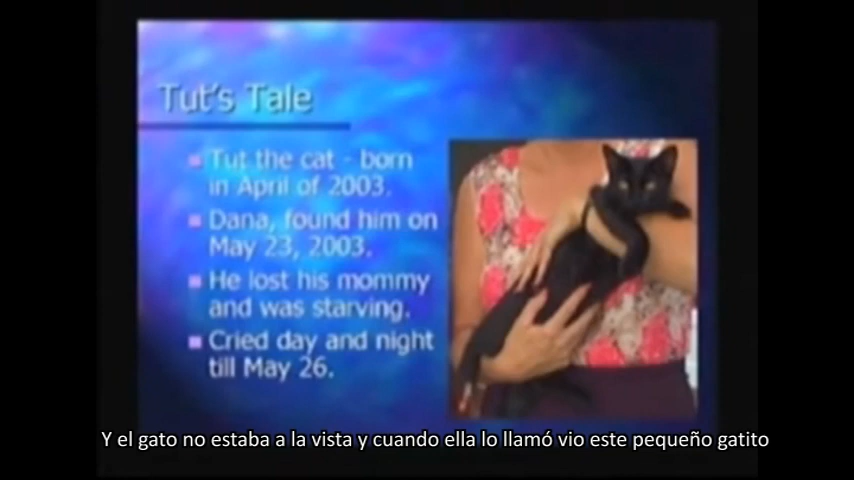 Tut's Tale
Tut the cat - born
in April of 2003.
Dana, found him on
May 23, 2003.
He lost his mommy
and was starving.
Cried day and night
till May 26.
Y el gato no estaba a la vista y cuando ella lo llamó vio este pequeño gatito